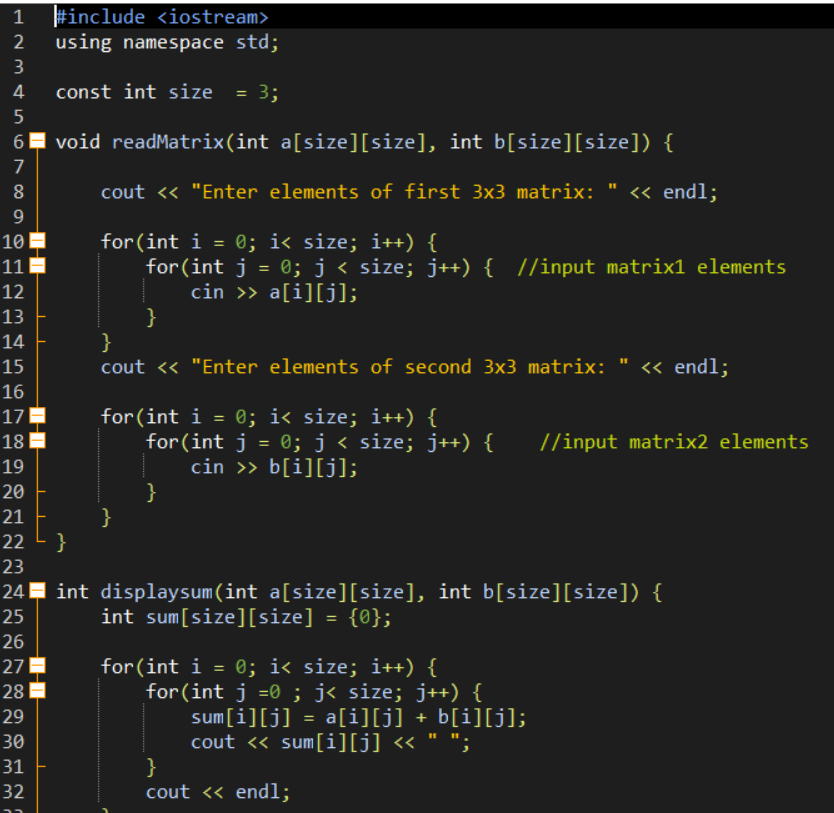 1 #include <iostream>
2 using namespace std;
3
4 const int size  = 3;
5
6 void readMatrix(int a[size][size], int b[size][size]) {
7
8     cout << "Enter elements of first 3x3 matrix: " << endl;
9
10     for(int i = 0; i< size; i++) {
11         for(int j = 0; j < size; j++) {  //input matrix1 elements
12             cin >> a[i][j];
13         }
14     }
15     cout << "Enter elements of second 3x3 matrix: " << endl;
16
17     for(int i = 0; i< size; i++) {
18         for(int j = 0; j < size; j++) {    //input matrix2 elements
19             cin >> b[i][j];
20         }
21     }
22 }
23
24 int displaysum(int a[size][size], int b[size][size]) {
25     int sum[size][size] = {0};
26
27     for(int i = 0; i< size; i++) {
28         for(int j =0 ; j< size; j++) {
29             sum[i][j] = a[i][j] + b[i][j];
30             cout << sum[i][j] << " ";
31         }
32         cout << endl;